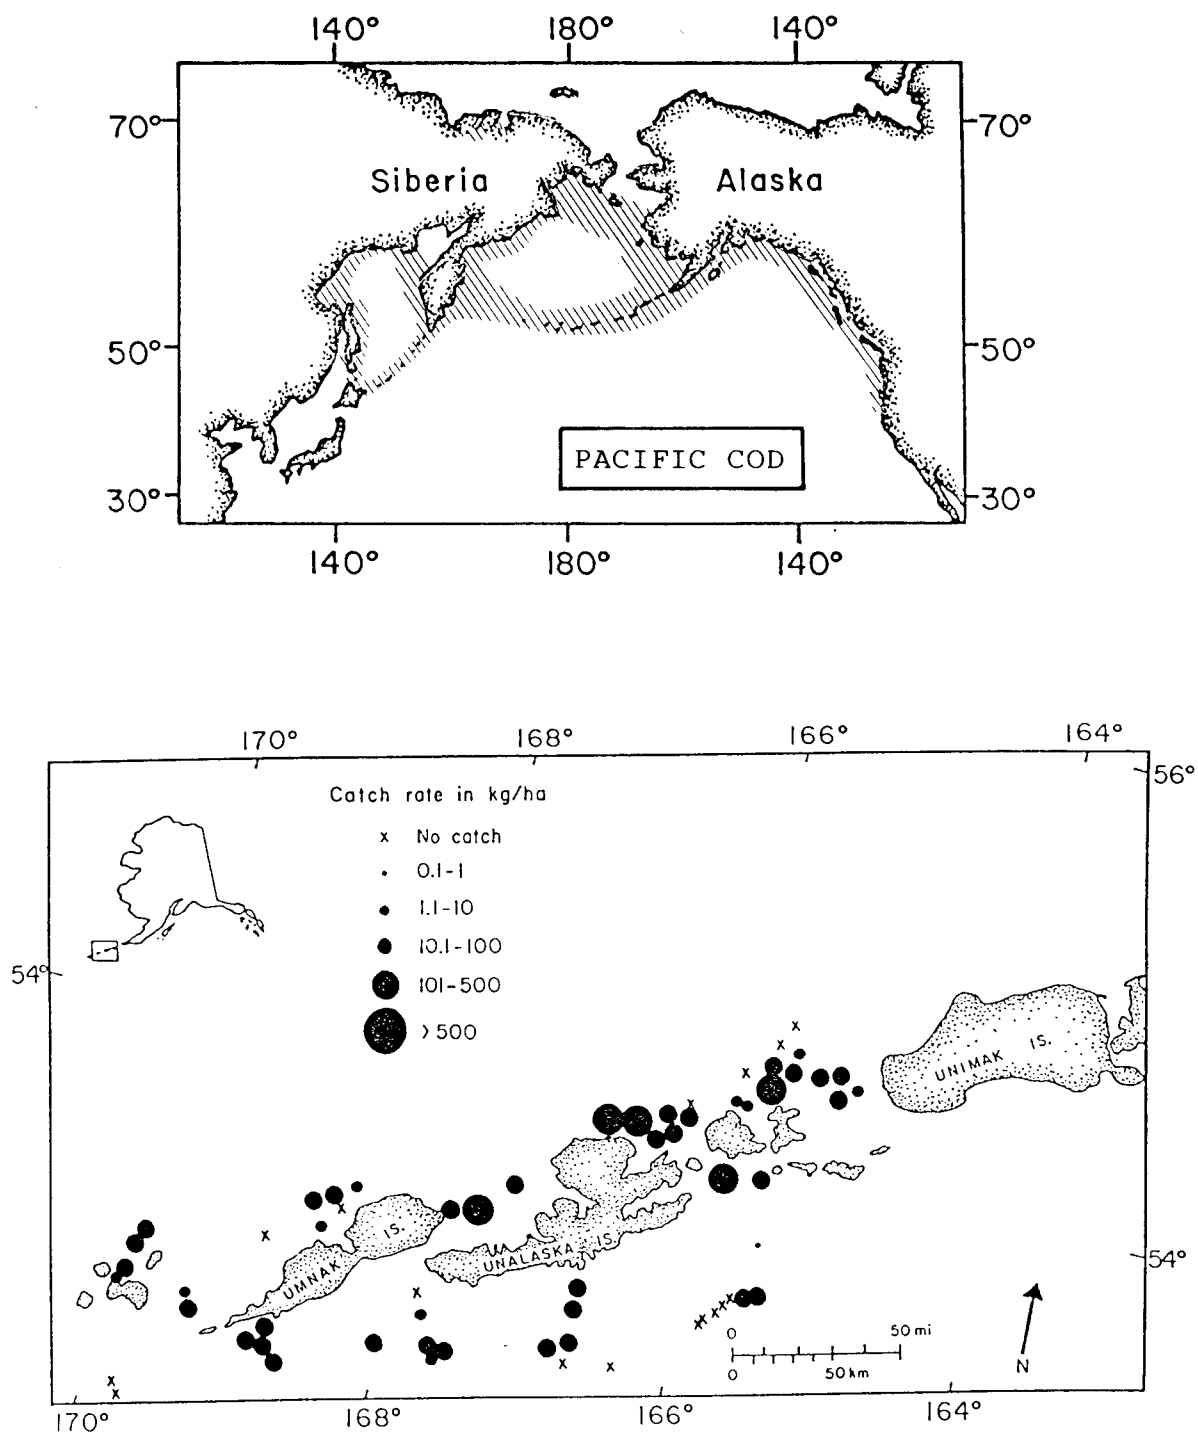 140° 180° 140°
70° 70°
Siberia Alaska
50° 50°
PACIFIC COD
30° 30°
140° 180° 140°
170° 168° 166° 164°
56°
Catch rate in kg/ha
x No catch
0.1-1
1.1-10
10.1-100
54°
101-500
>500
UNIMAK IS.
UMNAK IS.
UNALASKA IS.
54°
0 50 mi
0 50 km
N
170° 168° 166° 164°